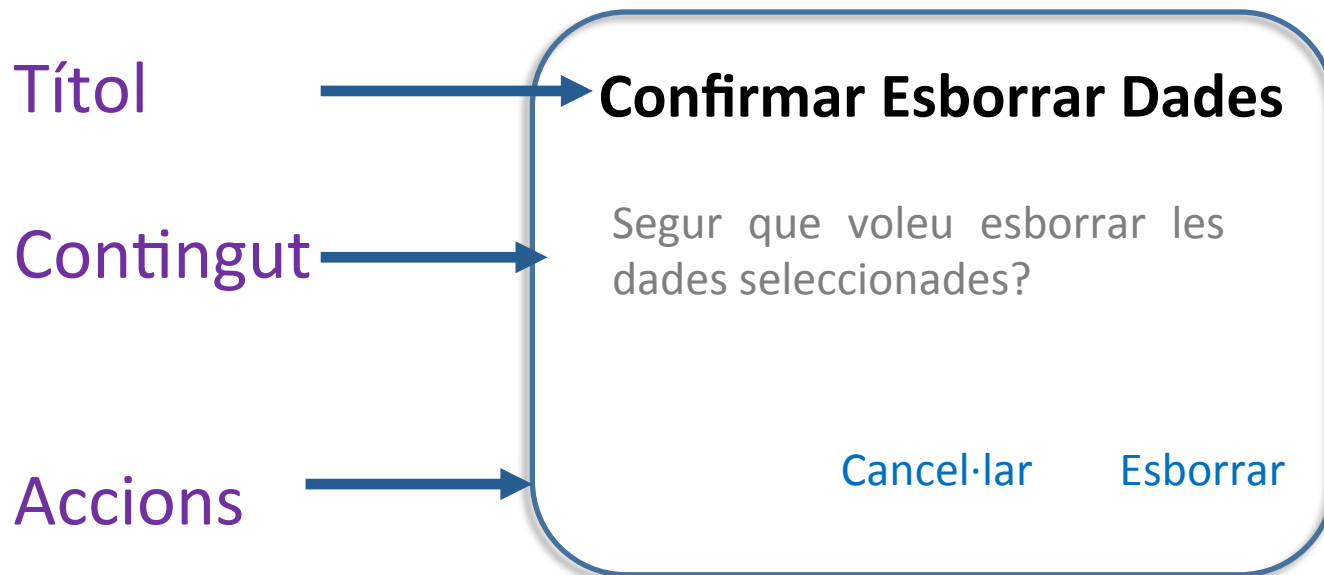 Títol
Confirmar Esborrar Dades
Contingut
Segur que voleu esborrar les
dades seleccionades?
Accions
Cancel·lar Esborrar